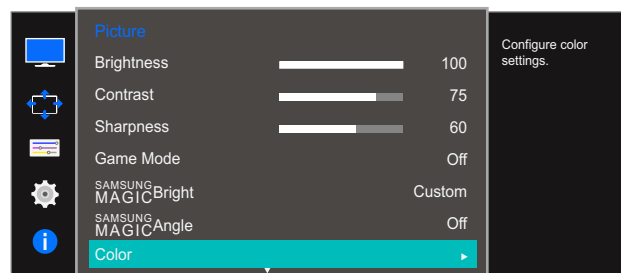 Picture
Brightness 100
Contrast 75
Sharpness 60
Game Mode Off
SAMSUNG MAGICBright Custom
SAMSUNG MAGICAngle Off
Color
Configure color
settings.